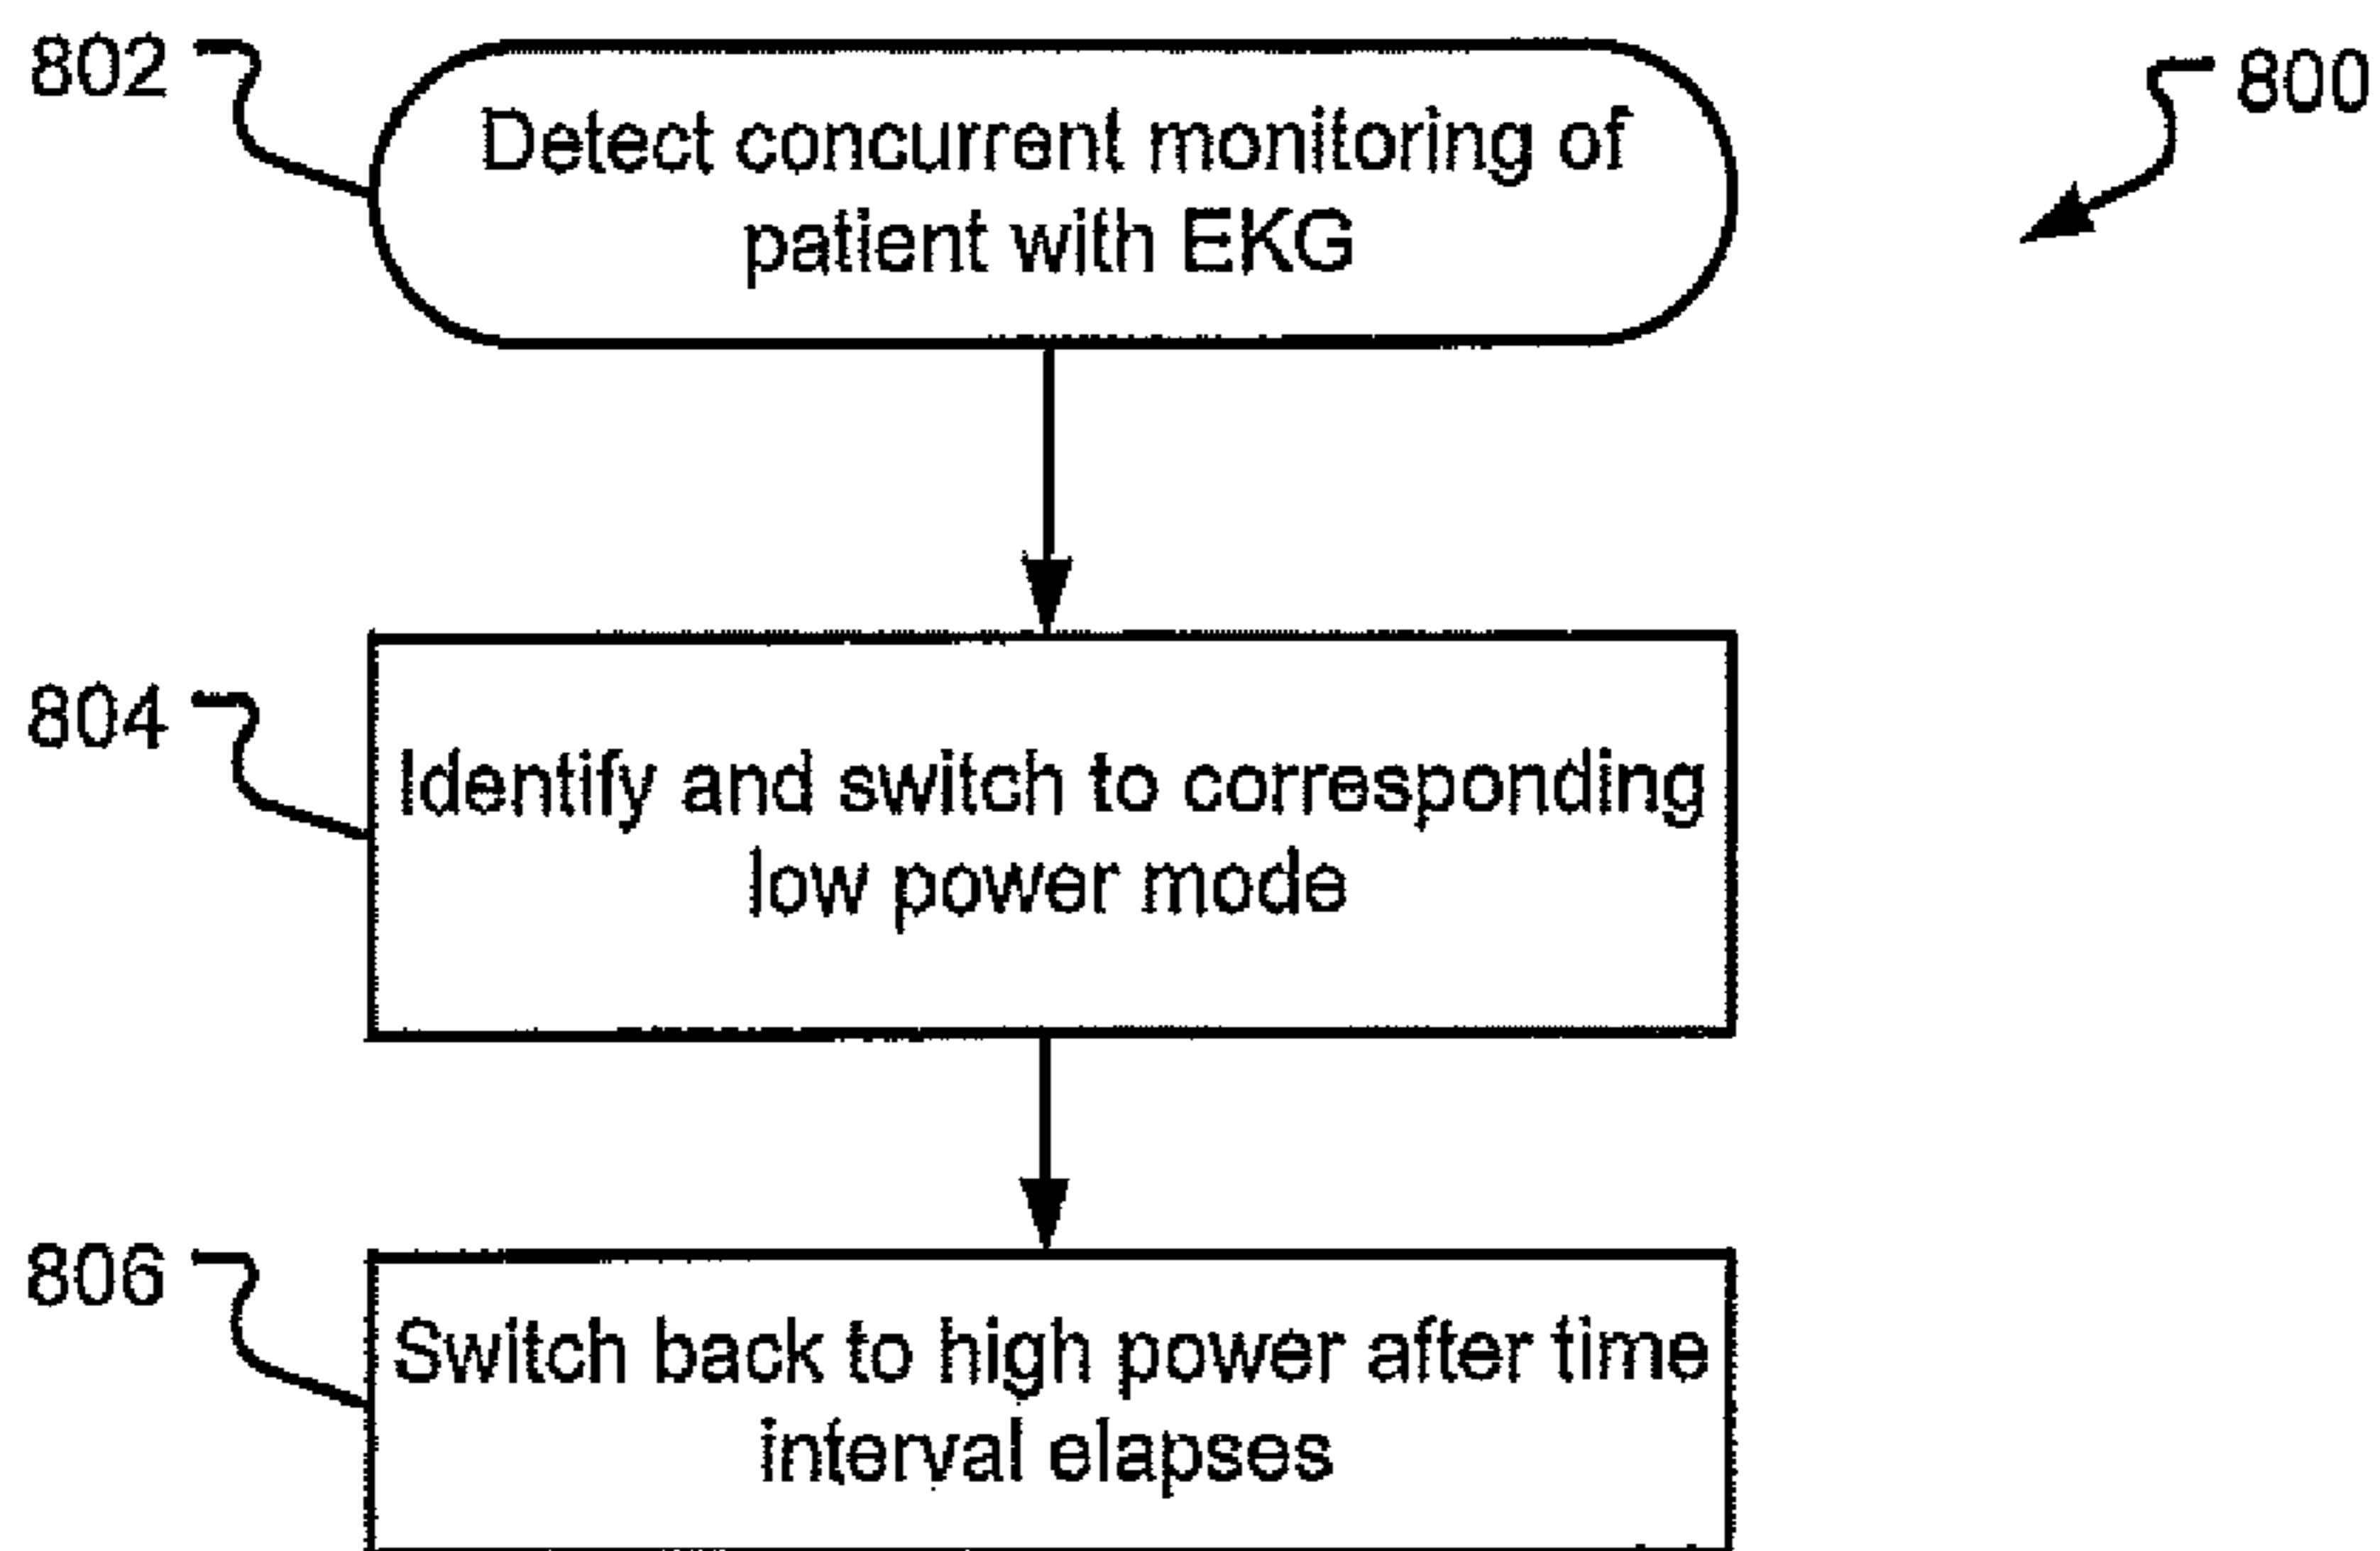 802
Detect concurrent monitoring of
patient with EKG
800
804
Identify and switch to corresponding
low power mode
806
Switch back to high power after time
interval elapses